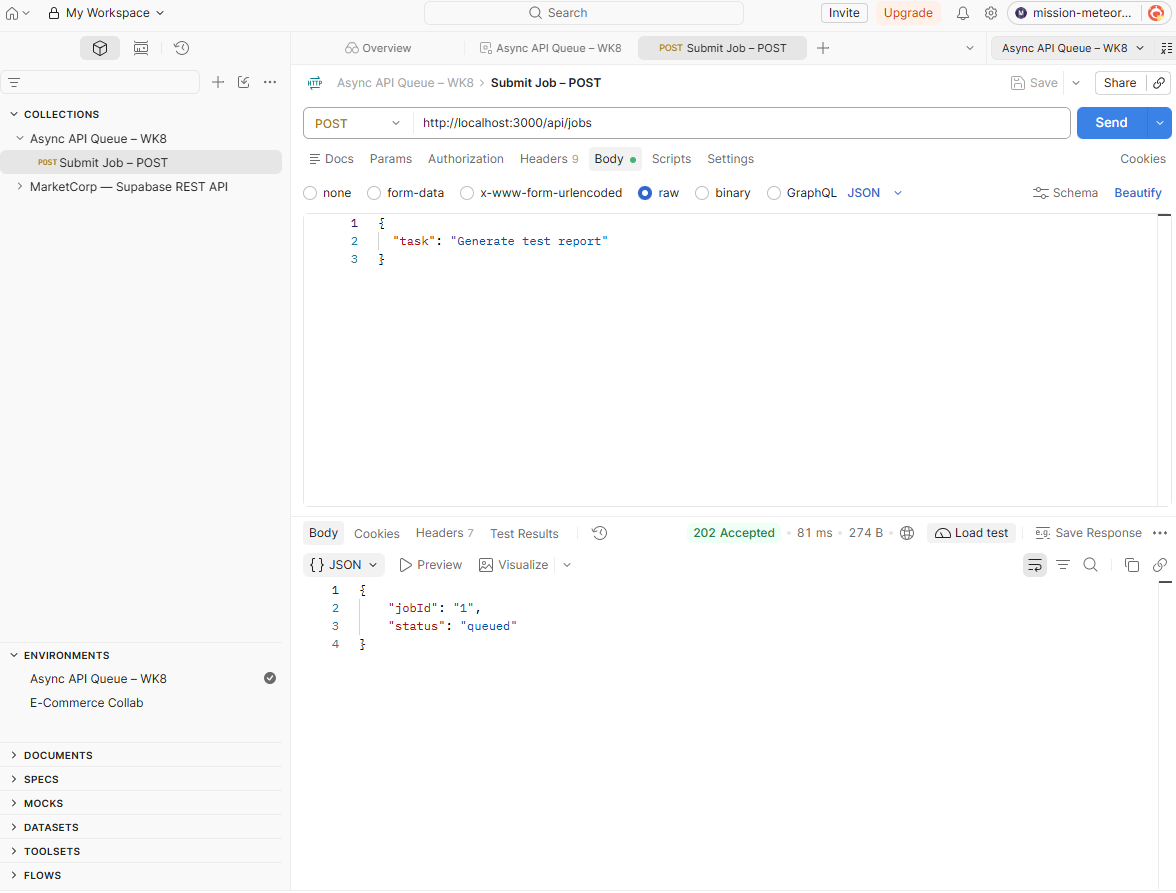 My Workspace
Search
Invite
Upgrade
mission-meteor...
Overview
Async API Queue – WK8
POST Submit Job – POST
Async API Queue – WK8
HTTP Async API Queue – WK8 › Submit Job – POST
Save
Share
COLLECTIONS
Async API Queue – WK8
POST Submit Job – POST
MarketCorp — Supabase REST API
POST
http://localhost:3000/api/jobs
Send
Docs Params Authorization Headers 9 Body Scripts Settings
Cookies
none form-data x-www-form-urlencoded raw binary GraphQL JSON
Schema Beautify
1 {
2 "task": "Generate test report"
3 }
Body Cookies Headers 7 Test Results
202 Accepted • 81 ms • 274 B
Load test
e.g. Save Response
{} JSON Preview Visualize
1 {
2 "jobId": "1",
3 "status": "queued"
4 }
ENVIRONMENTS
Async API Queue – WK8
E-Commerce Collab
DOCUMENTS
SPECS
MOCKS
DATASETS
TOOLSETS
FLOWS